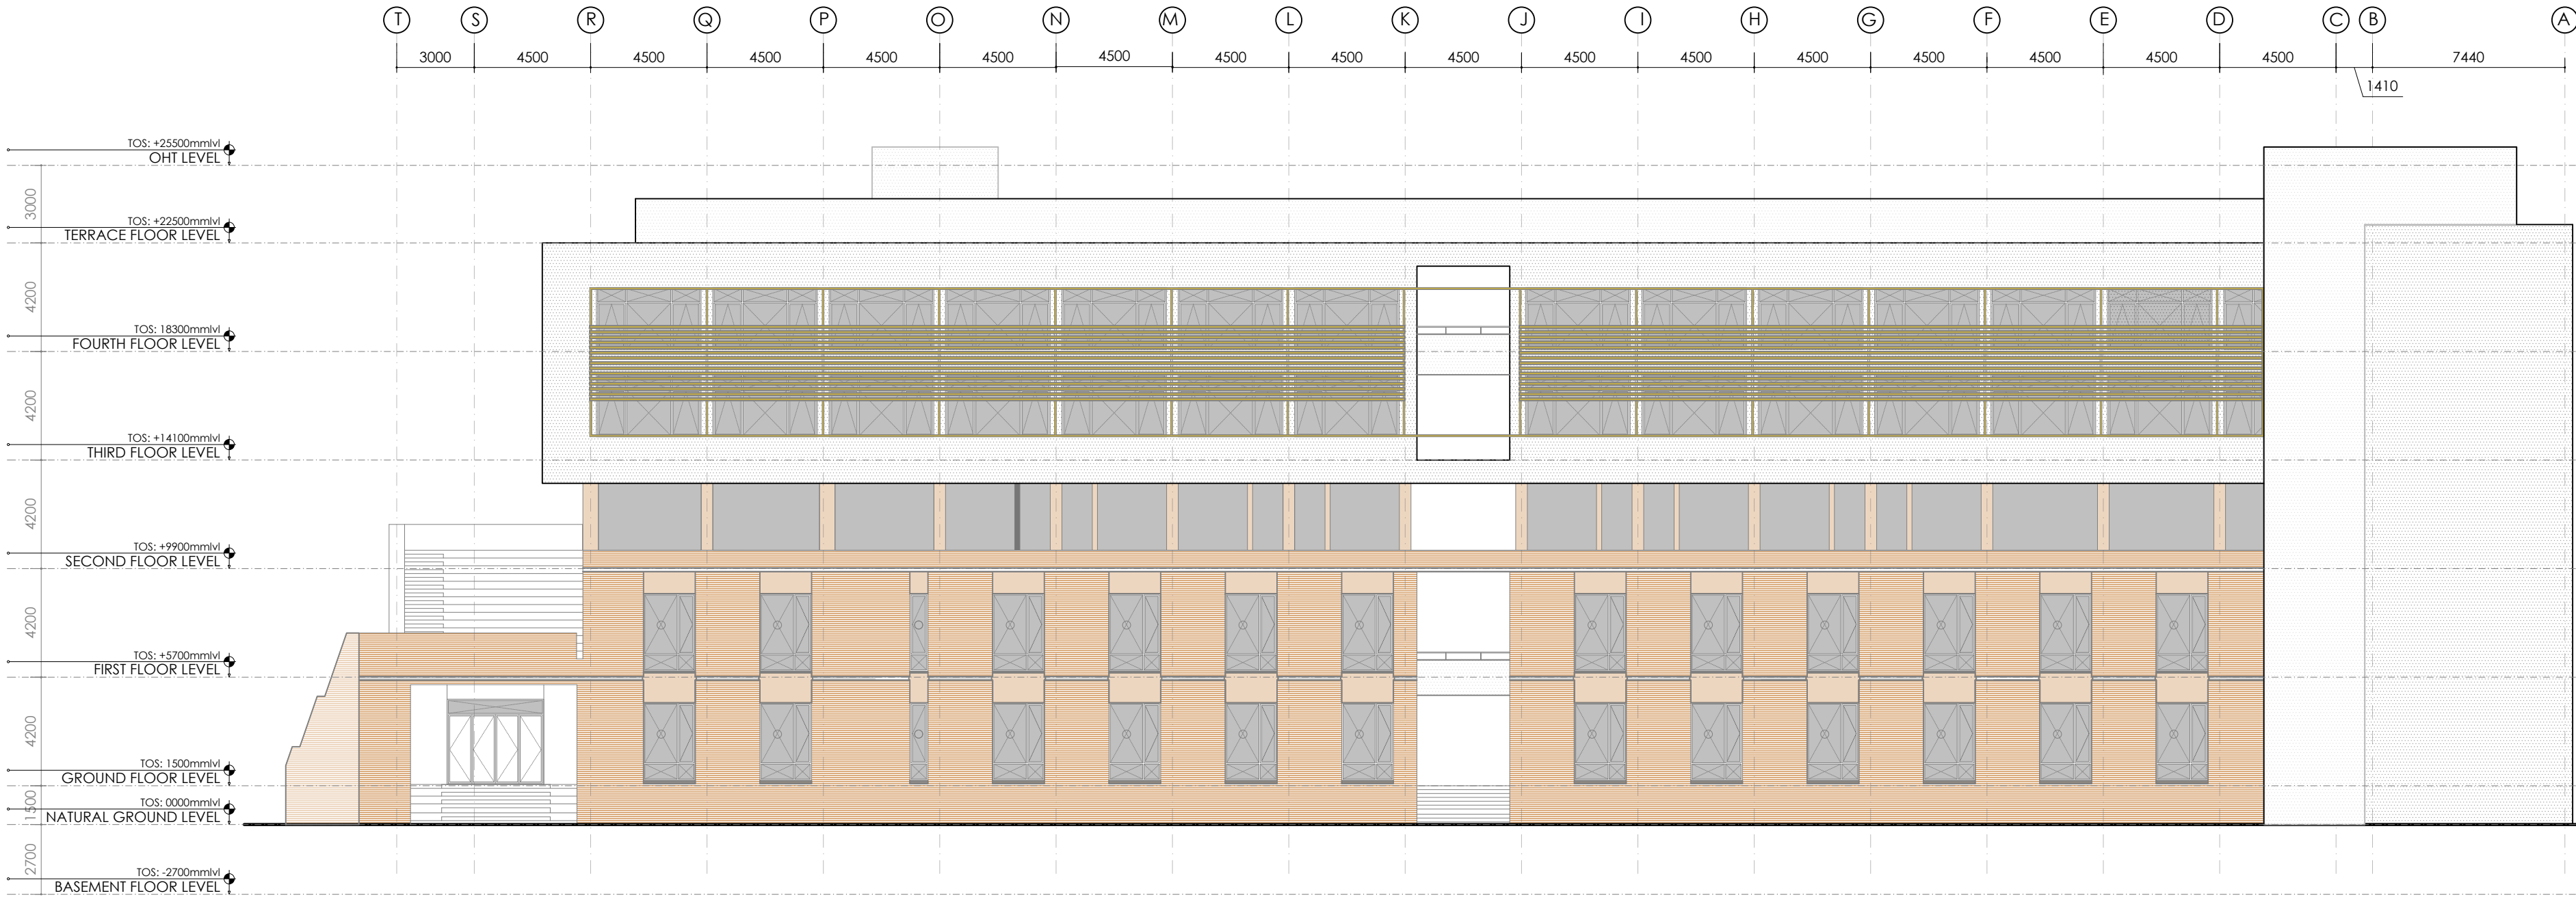 T S R Q P O N M L K J I H G F E D C B A
3000 4500 4500 4500 4500 4500 4500 4500 4500 4500 4500 4500 4500 4500 4500 4500 4500 7440
1410
TOS: +25500mmlvl
OHT LEVEL
3000
TOS: +22500mmlvl
TERRACE FLOOR LEVEL
4200
TOS: 18300mmlvl
FOURTH FLOOR LEVEL
4200
TOS: +14100mmlvl
THIRD FLOOR LEVEL
4200
TOS: +9900mmlvl
SECOND FLOOR LEVEL
4200
TOS: +5700mmlvl
FIRST FLOOR LEVEL
4200
TOS: 1500mmlvl
GROUND FLOOR LEVEL
1500
TOS: 0000mmlvl
NATURAL GROUND LEVEL
2700
TOS: -2700mmlvl
BASEMENT FLOOR LEVEL